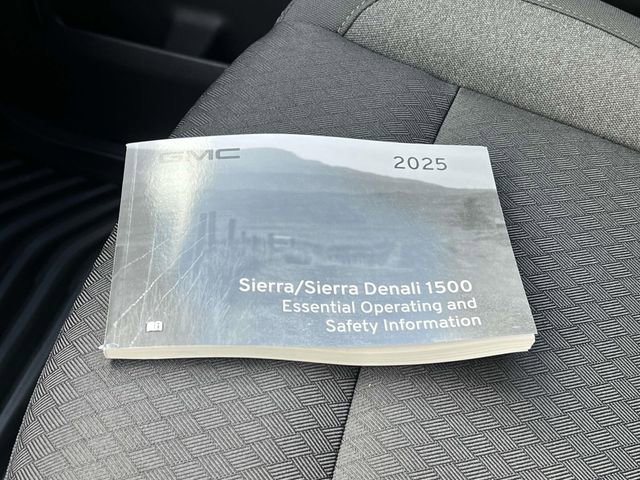 GMC
2025
Sierra/Sierra Denali 1500
Essential Operating and
Safety Information